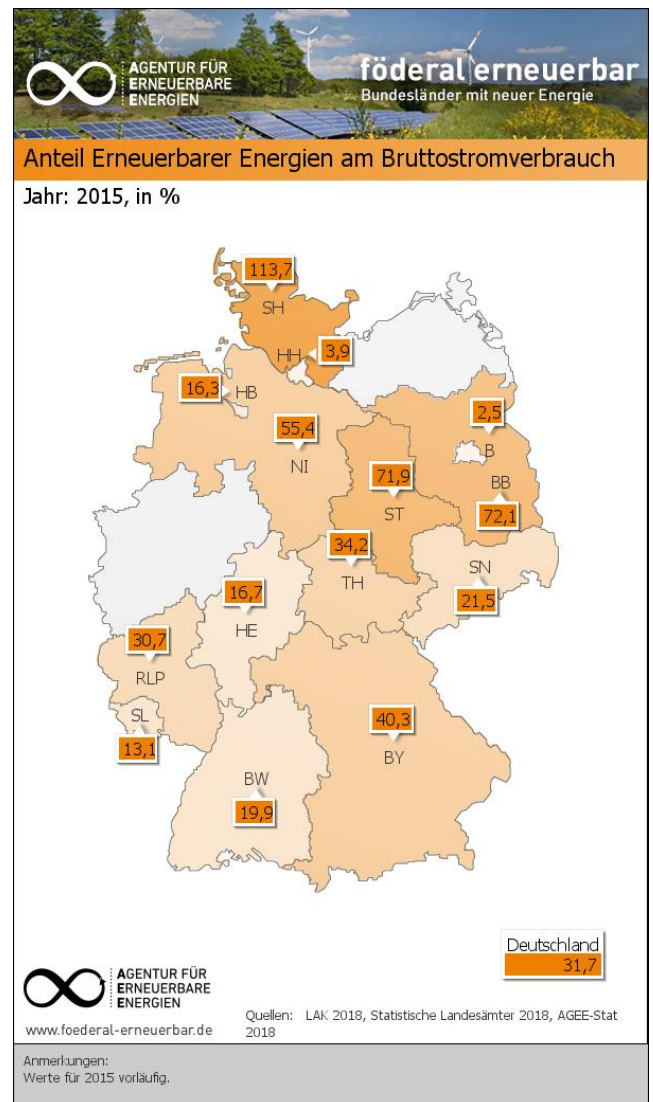 AGENTUR FÜR
ERNEUERBARE
ENERGIEN
föderal erneuerbar
Bundesländer mit neuer Energie
Anteil Erneuerbarer Energien am Bruttostromverbrauch
Jahr: 2015, in %
113,7
SH
HH
3,9
16,3
HB
55,4
NI
2,5
B
BB
72,1
71,9
ST
34,2
TH
SN
21,5
16,7
HE
30,7
RLP
SL
13,1
40,3
BY
BW
19,9
Deutschland
31,7
AGENTUR FÜR
ERNEUERBARE
ENERGIEN
www.foederal-erneuerbar.de
Quellen: LAK 2018, Statistische Landesämter 2018, AGEE-Stat
2018
Anmerkungen:
Werte für 2015 vorläufig.